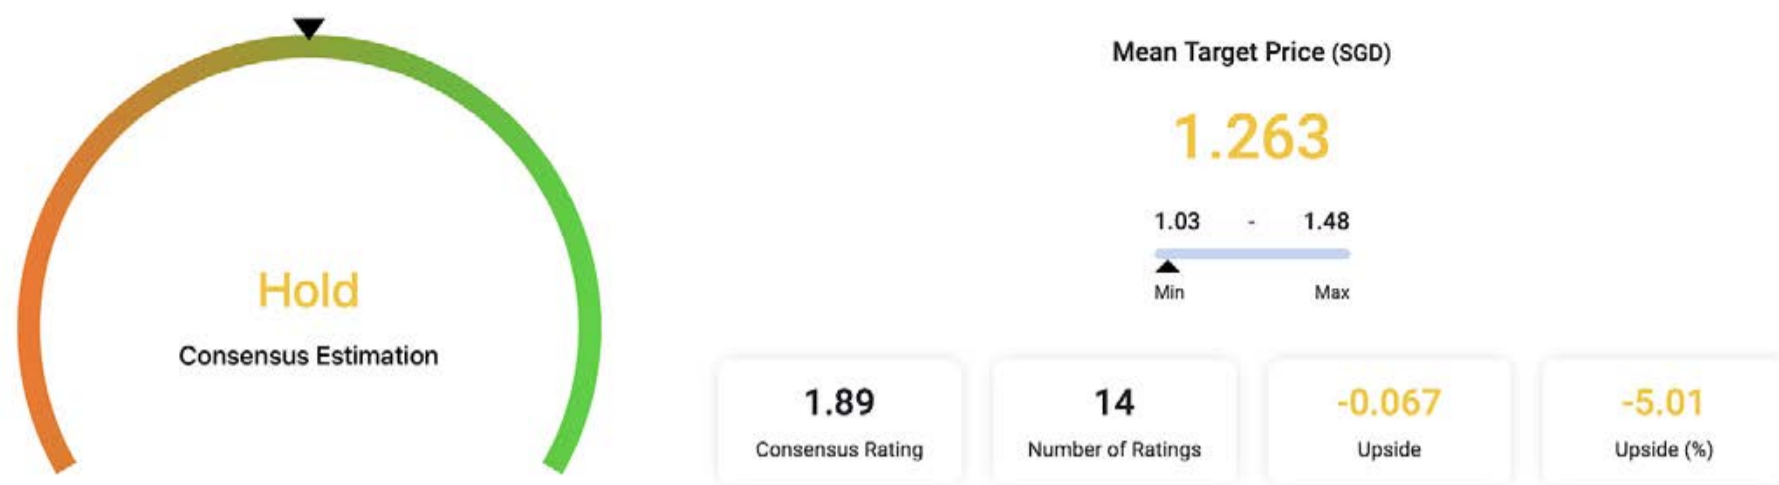 Hold
Consensus Estimation
Mean Target Price (SGD)
1.263
1.03 - 1.48
Min Max
1.89
Consensus Rating
14
Number of Ratings
-0.067
Upside
-5.01
Upside (%)